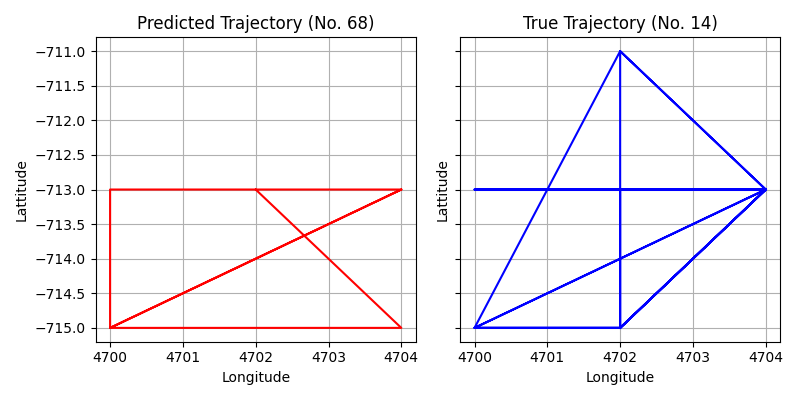 Predicted Trajectory (No. 68)
True Trajectory (No. 14)
−711.0
−711.5
−712.0
−712.5
−713.0
−713.5
−714.0
−714.5
−715.0
Lattitude
Lattitude
4700 4701 4702 4703 4704
4700 4701 4702 4703 4704
Longitude
Longitude